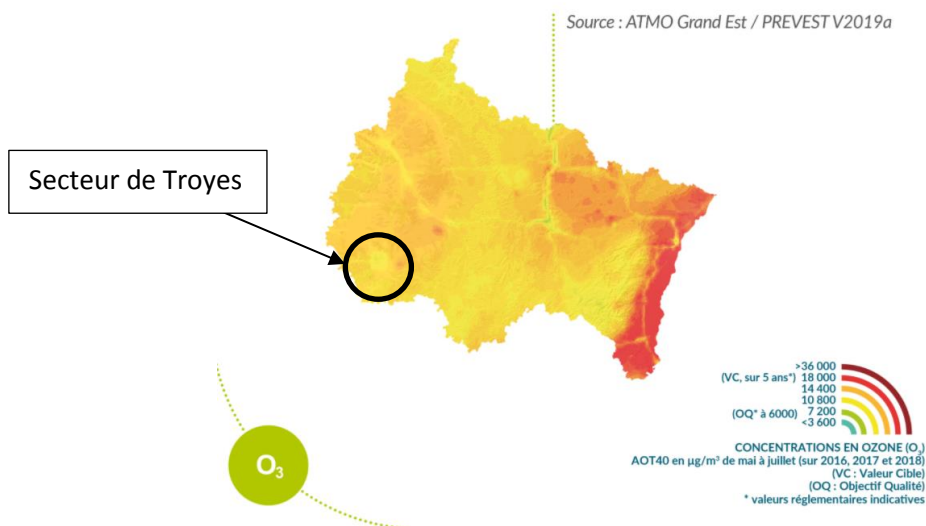 Source : ATMO Grand Est / PREVEST V2019a
Secteur de Troyes
>36 000
(VC, sur 5 ans*) 18 000
14 400
10 800
(OQ* à 6000) 7 200
<3 600
CONCENTRATIONS EN OZONE (O₃)
AOT40 en µg/m³ de mai à juillet (sur 2016, 2017 et 2018)
(VC : Valeur Cible)
(OQ : Objectif Qualité)
* valeurs réglementaires indicatives
O₃